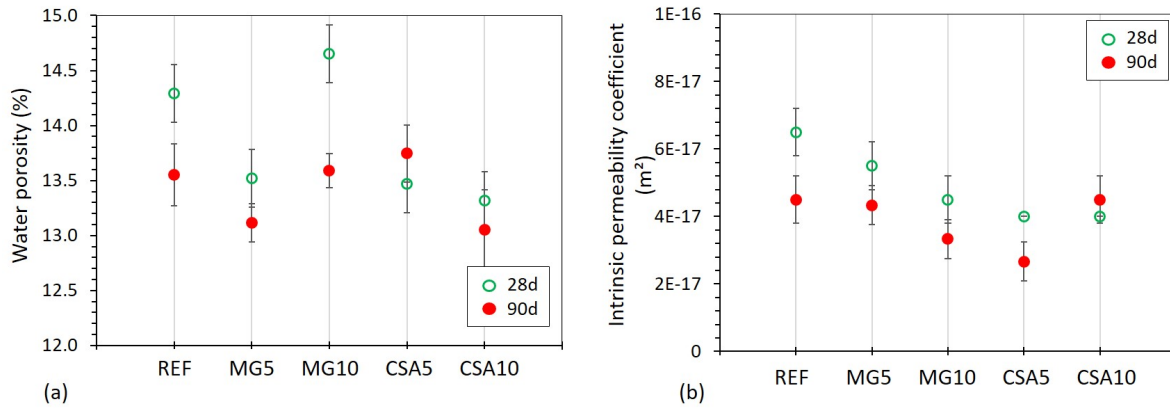 Water porosity (%)
15.0
14.5
14.0
13.5
13.0
12.5
12.0
28d
90d
REF MG5 MG10 CSA5 CSA10
(a)
Intrinsic permeability coefficient
(m²)
1E-16
8E-17
6E-17
4E-17
2E-17
0
28d
90d
REF MG5 MG10 CSA5 CSA10
(b)